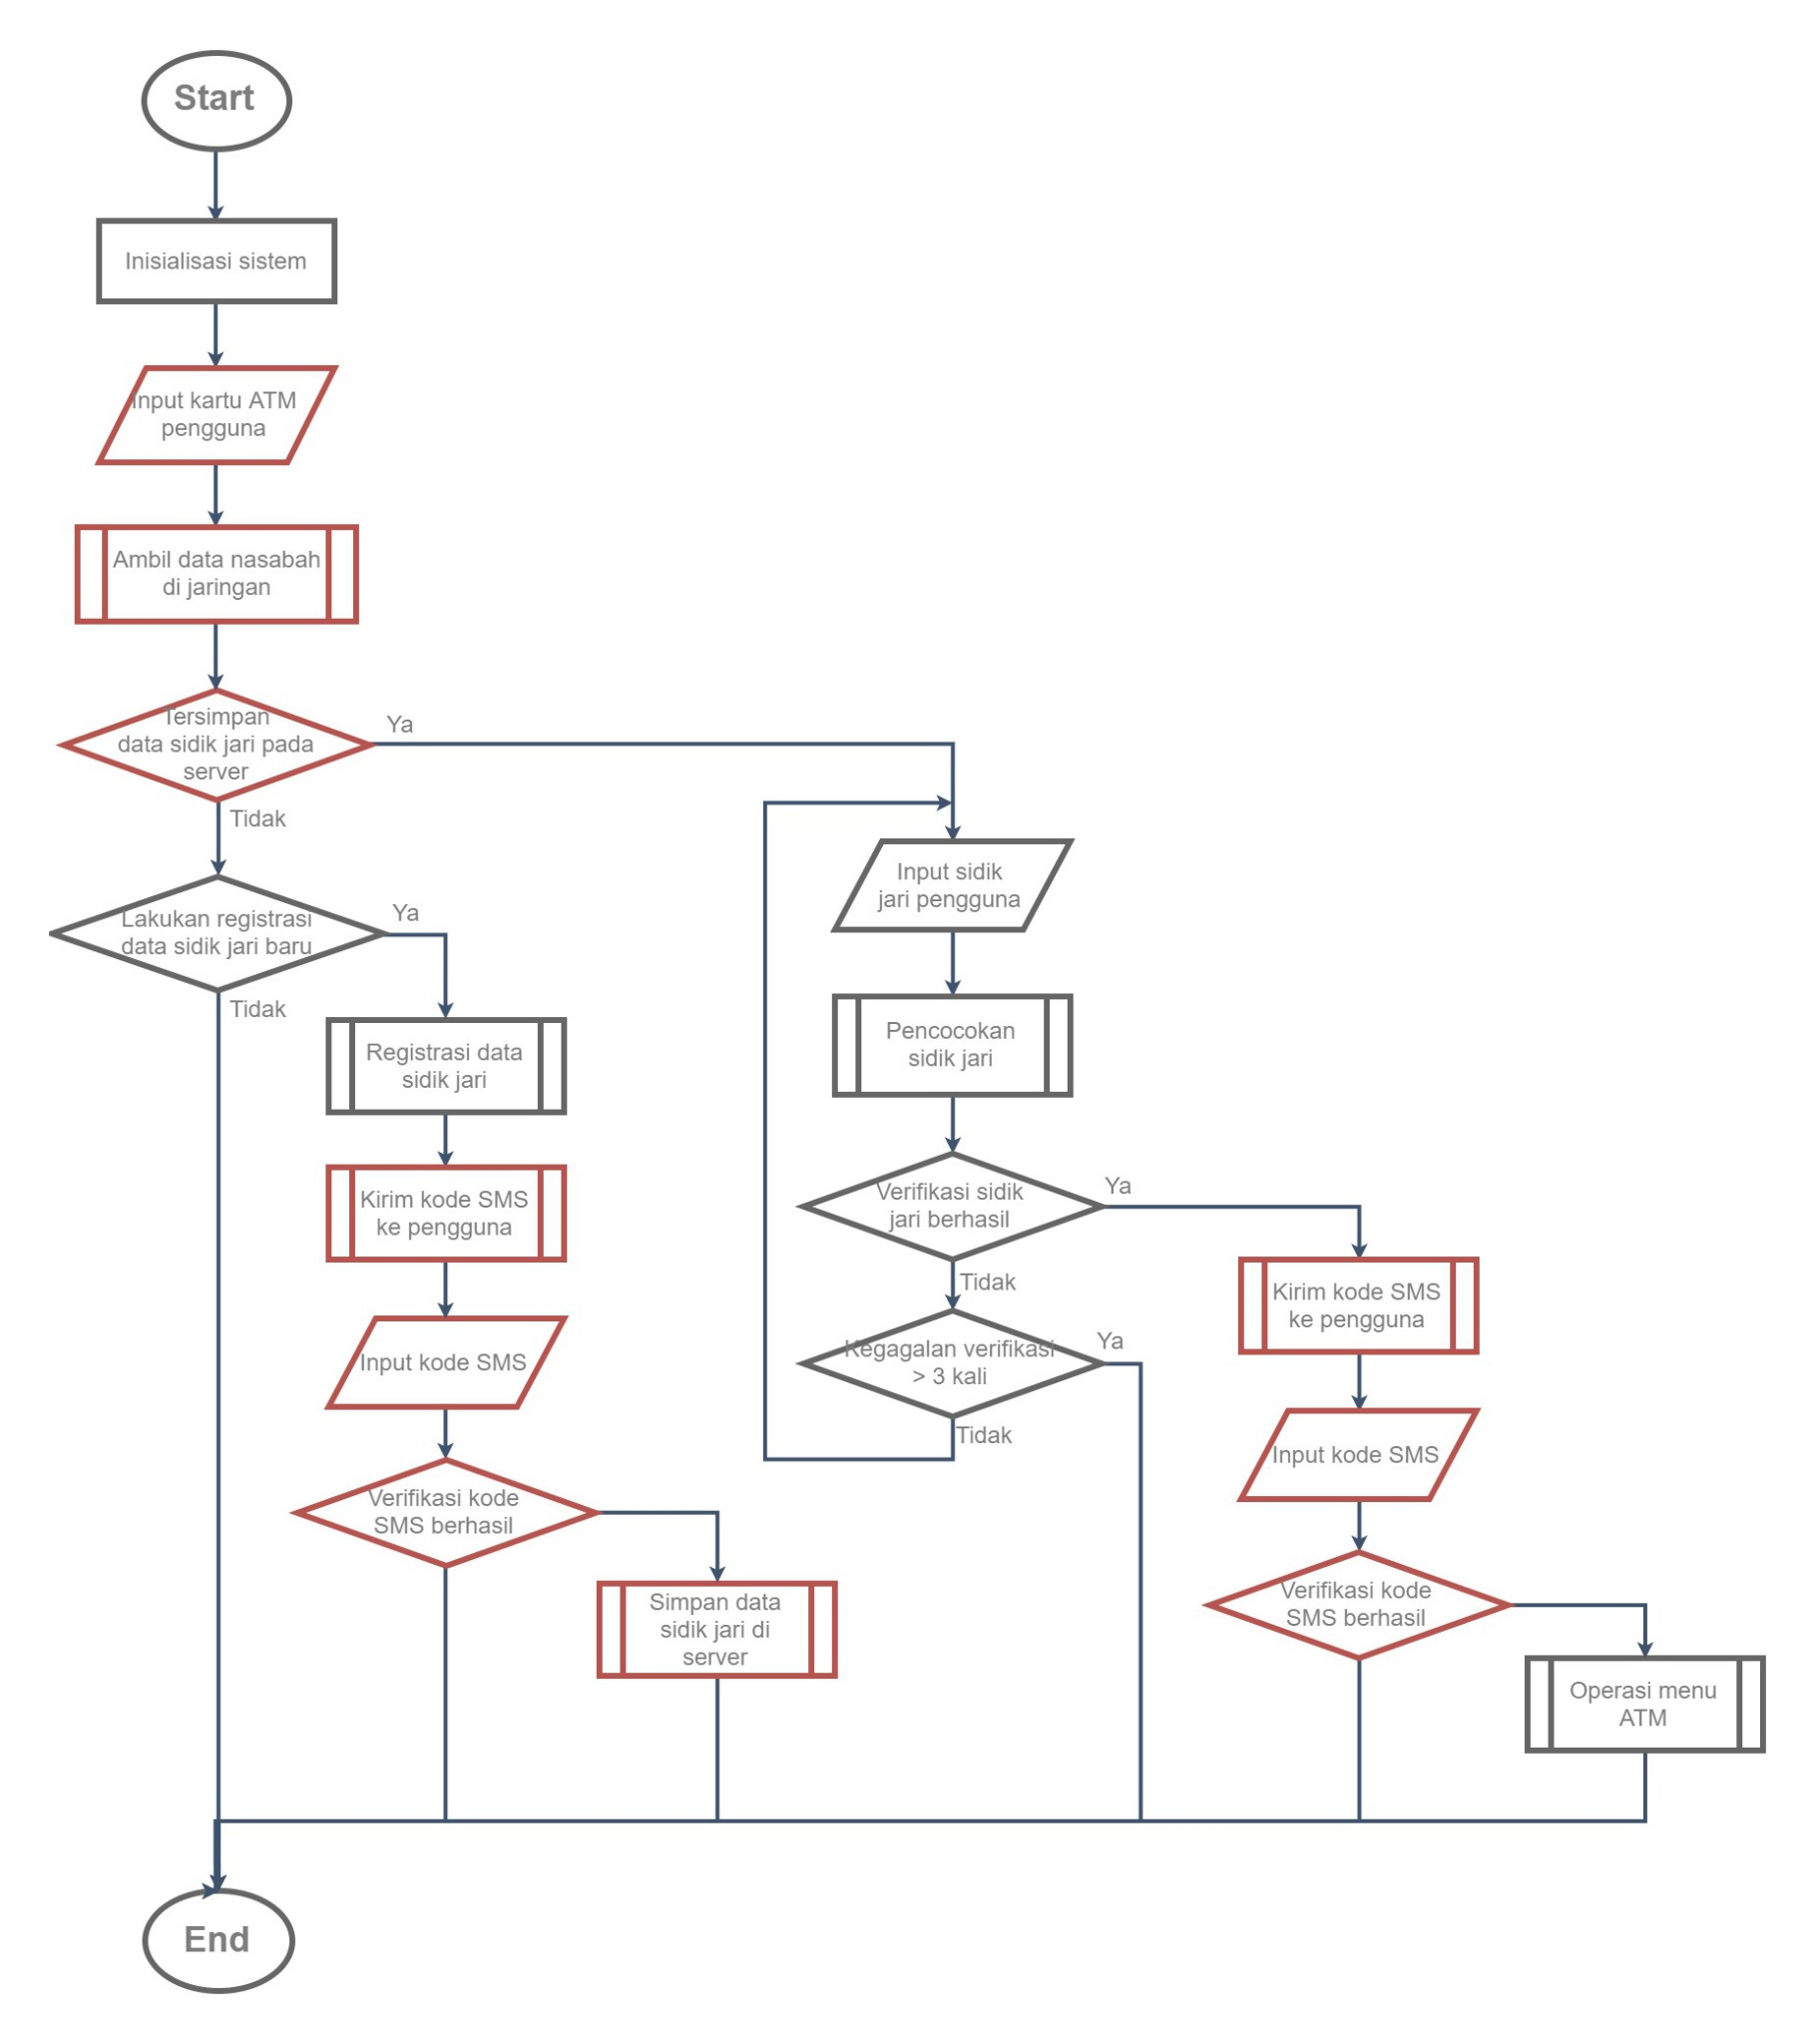 Start
Inisialisasi sistem
Input kartu ATM
pengguna
Ambil data nasabah
di jaringan
Tersimpan
data sidik jari pada
server
Ya
Tidak
Lakukan registrasi
data sidik jari baru
Ya
Tidak
Registrasi data
sidik jari
Kirim kode SMS
ke pengguna
Input kode SMS
Verifikasi kode
SMS berhasil
Simpan data
sidik jari di
server
Input sidik
jari pengguna
Pencocokan
sidik jari
Verifikasi sidik
jari berhasil
Ya
Tidak
Kegagalan verifikasi
> 3 kali
Ya
Tidak
Kirim kode SMS
ke pengguna
Input kode SMS
Verifikasi kode
SMS berhasil
Operasi menu
ATM
End